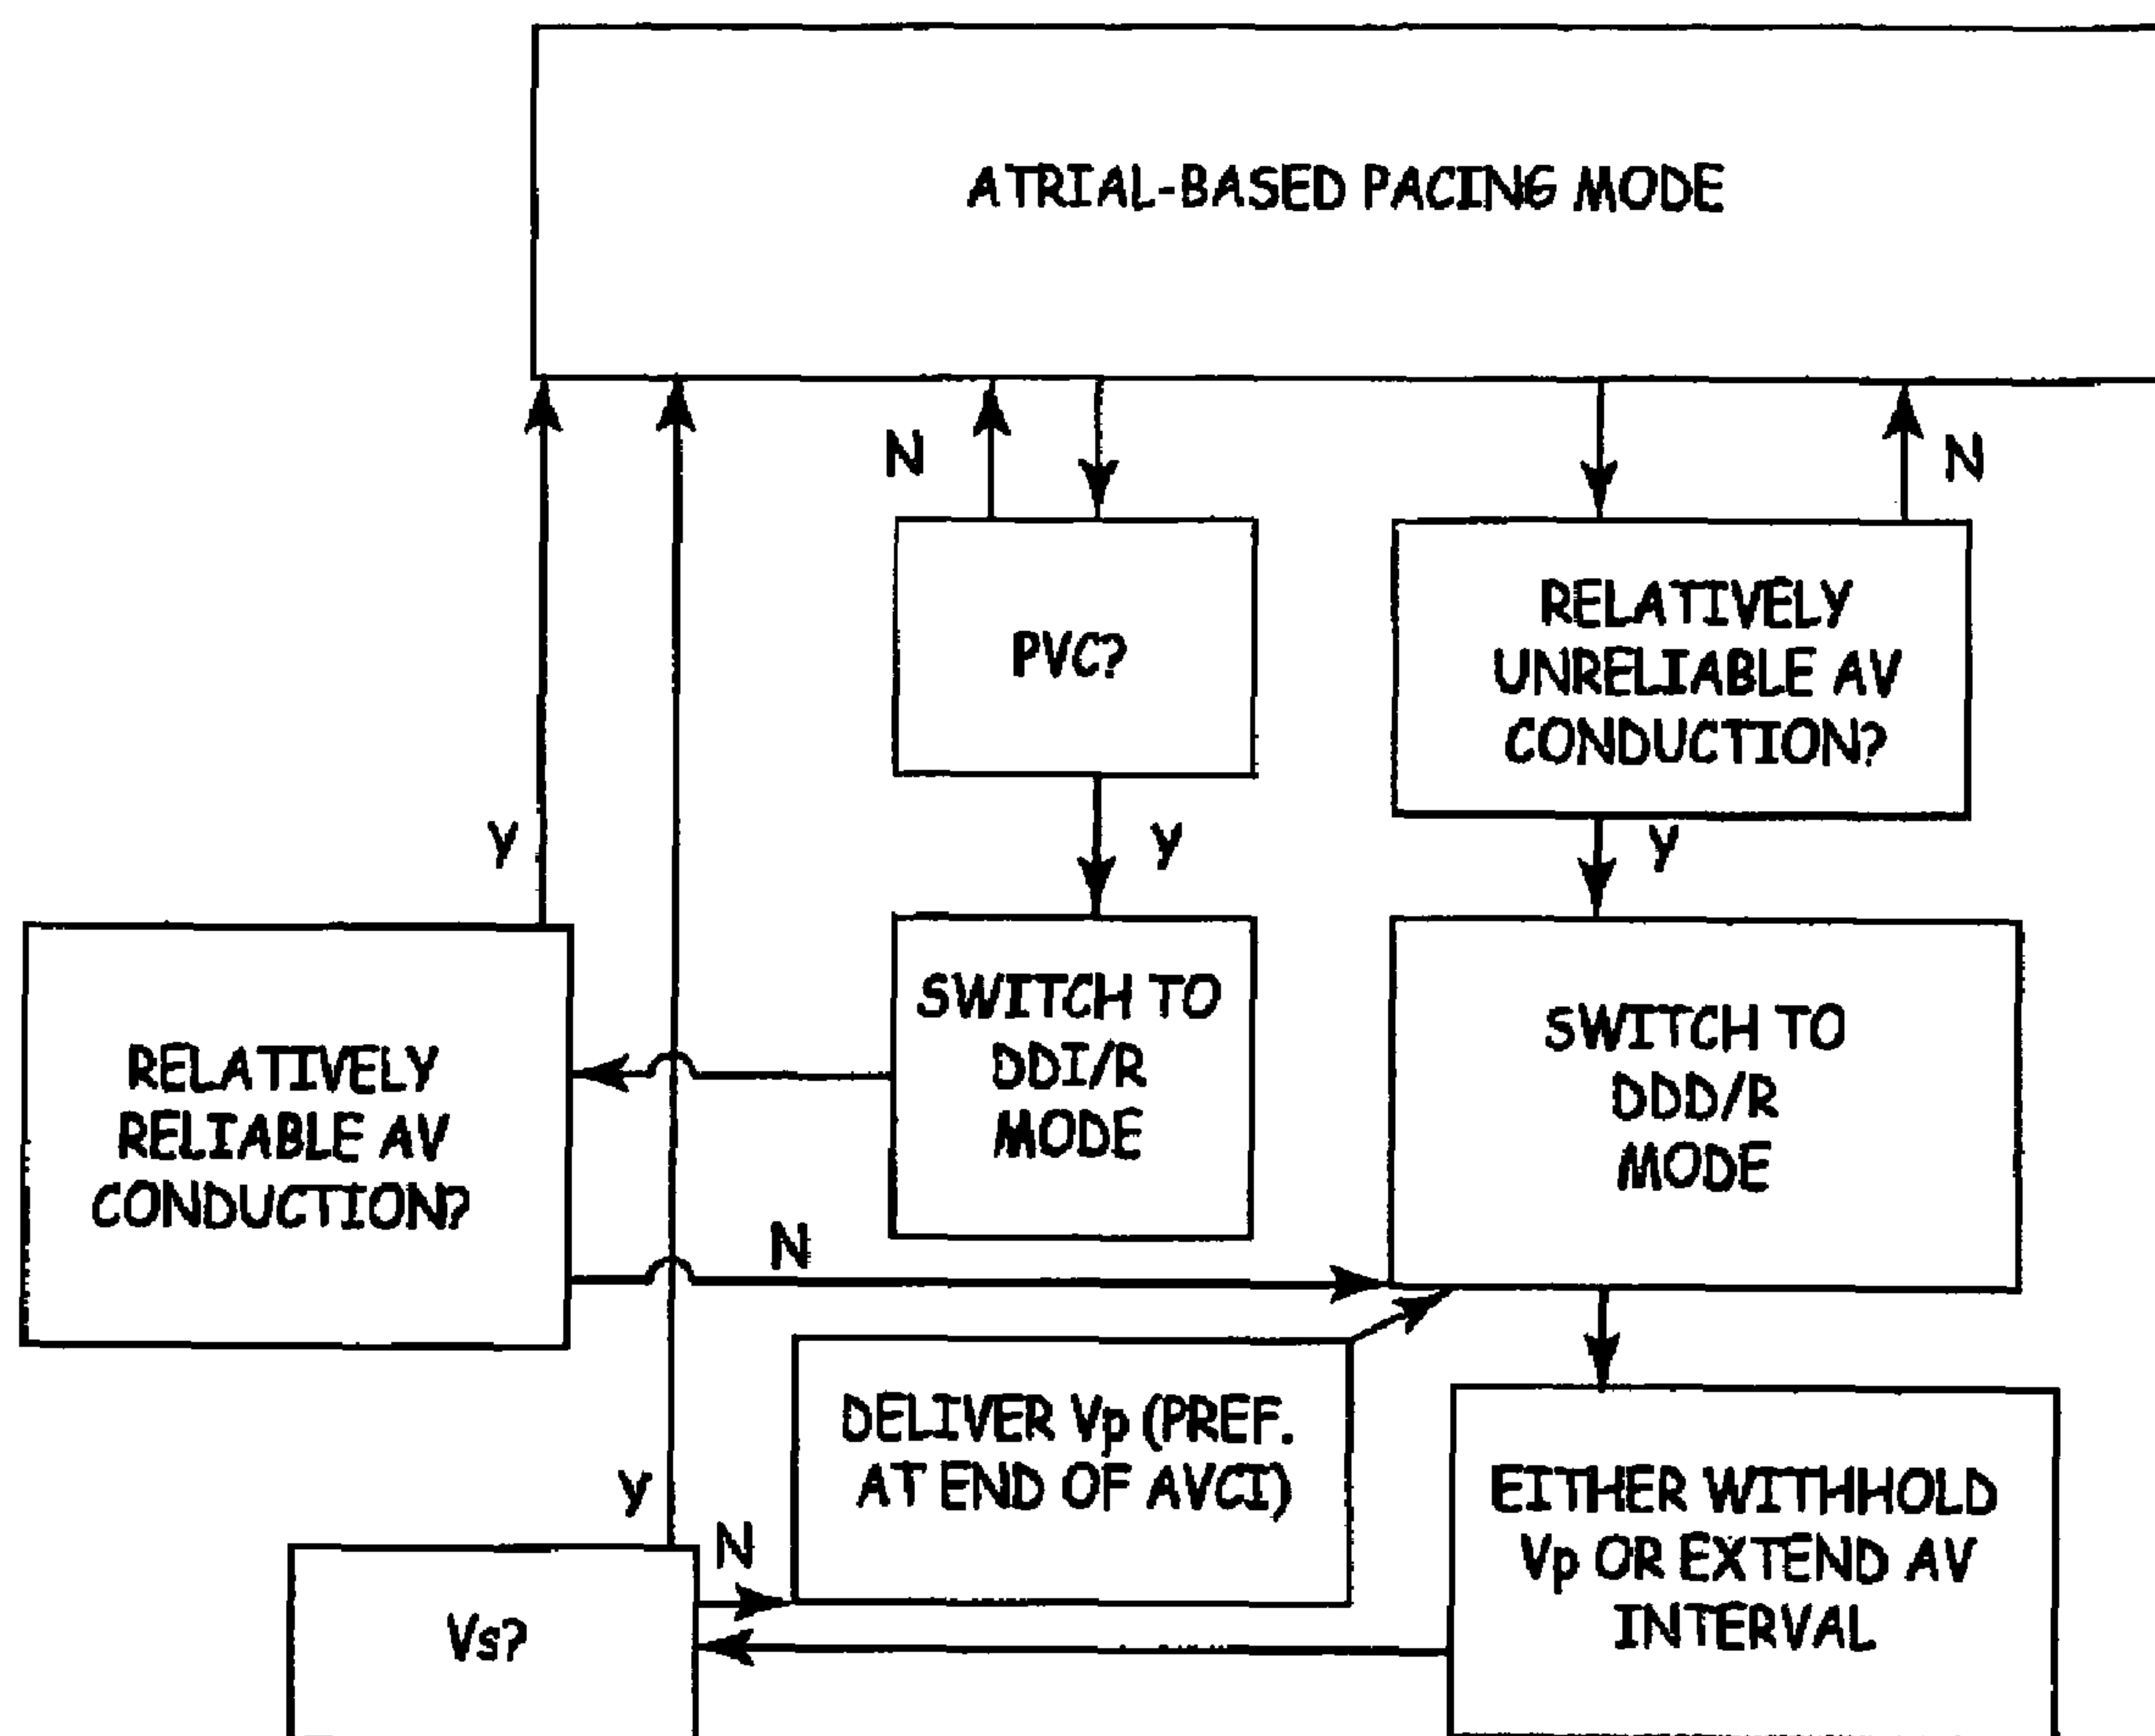 ATRIAL-BASED PACING MODE
N
N
PVC?
RELATIVELY
UNRELIABLE AV
CONDUCTION?
Y
Y
Y
SWITCH TO
DDI/R
MODE
SWITCH TO
DDD/R
MODE
RELATIVELY
RELIABLE AV
CONDUCTION?
N
DELIVER Vp (PREF.
AT END OF AVCI)
EITHER WITHHOLD
Vp OR EXTEND AV
INTERVAL
Y
N
Vs?